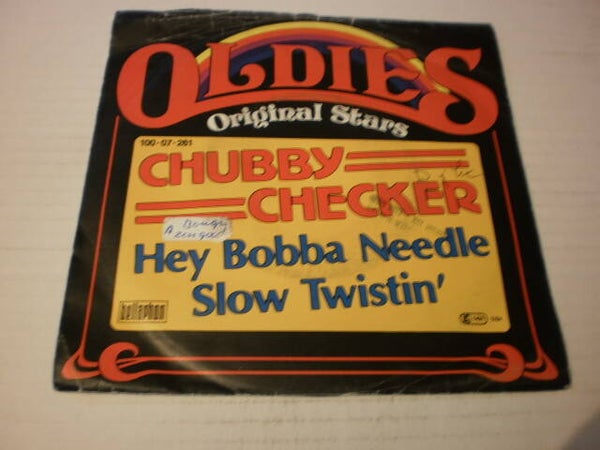 OLDIES
Original Stars
100·07·261
CHUBBY
CHECKER
Hey Bobba Needle
Slow Twistin'
bellaphon